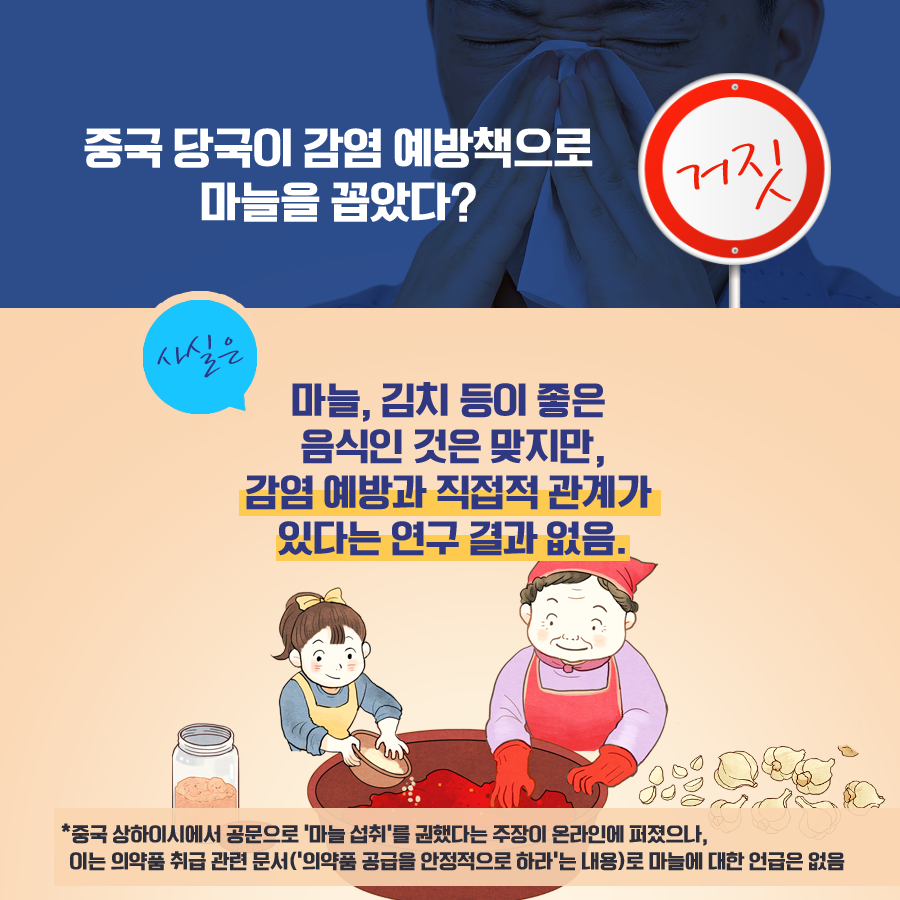 중국 당국이 감염 예방책으로
마늘을 꼽았다?
거짓
사실은
마늘, 김치 등이 좋은
음식인 것은 맞지만,
감염 예방과 직접적 관계가
있다는 연구 결과 없음.
*중국 상하이시에서 공문으로 '마늘 섭취'를 권했다는 주장이 온라인에 퍼졌으나,
이는 의약품 취급 관련 문서('의약품 공급을 안정적으로 하라'는 내용)로 마늘에 대한 언급은 없음